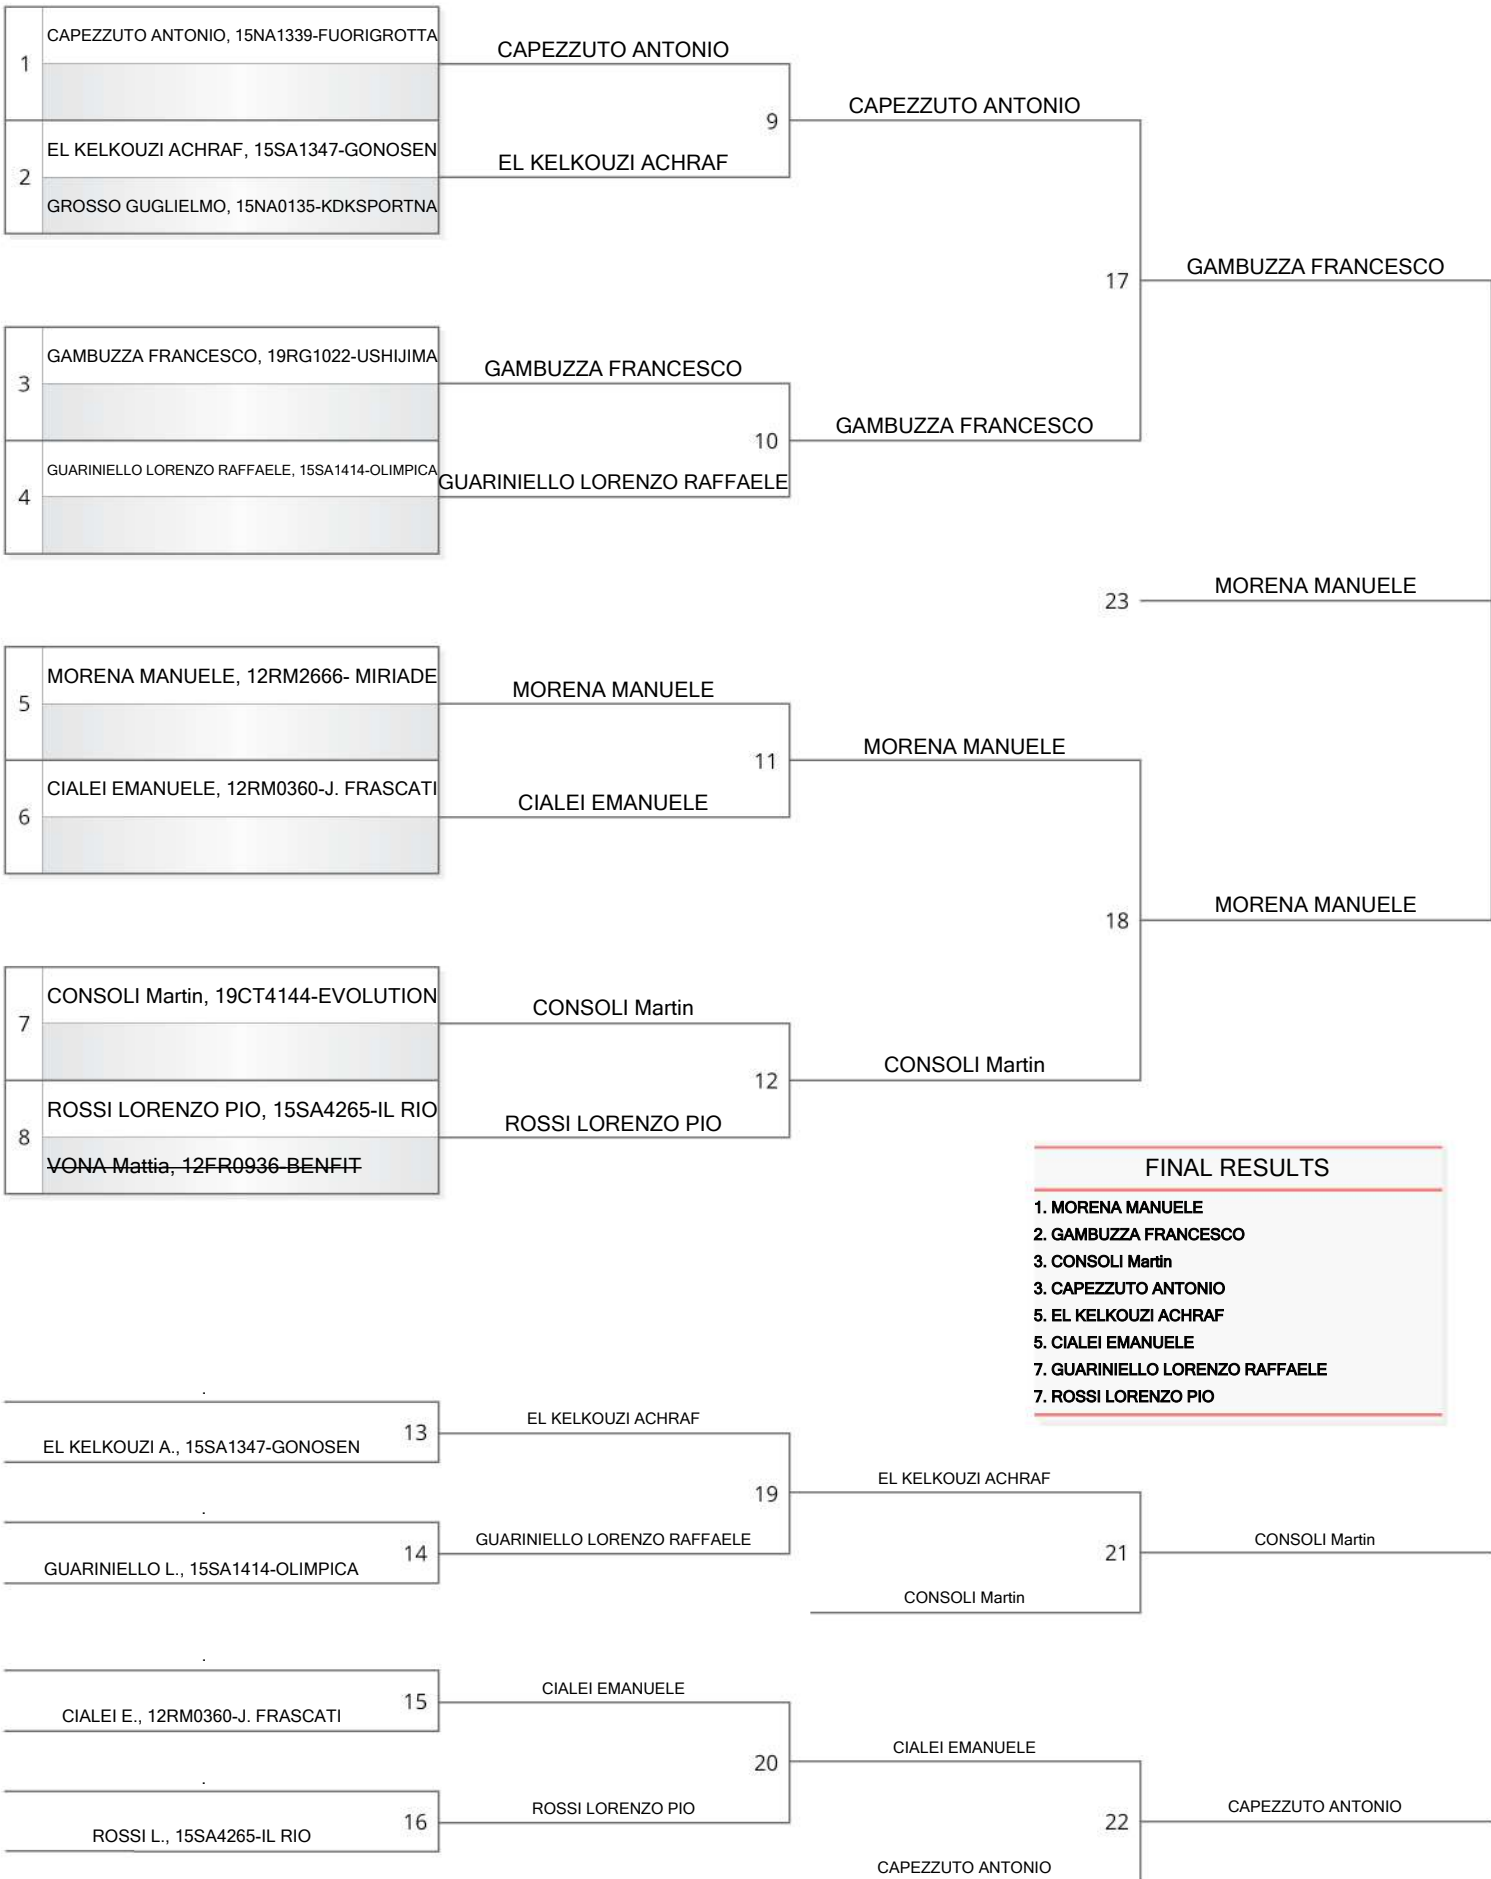 CAPEZZUTO ANTONIO, 15NA1339-FUORIGROTTA
1
CAPEZZUTO ANTONIO
9
CAPEZZUTO ANTONIO
EL KELKOUZI ACHRAF, 15SA1347-GONOSEN
2
EL KELKOUZI ACHRAF
GROSSO GUGLIELMO, 15NA0135-KDKSPORTNA
17
GAMBUZZA FRANCESCO
GAMBUZZA FRANCESCO, 19RG1022-USHIJIMA
3
GAMBUZZA FRANCESCO
10
GAMBUZZA FRANCESCO
GUARINIELLO LORENZO RAFFAELE, 15SA1414-OLIMPICA
4
GUARINIELLO LORENZO RAFFAELE
23
MORENA MANUELE
MORENA MANUELE, 12RM2666- MIRIADE
5
MORENA MANUELE
11
MORENA MANUELE
CIALEI EMANUELE, 12RM0360-J. FRASCATI
6
CIALEI EMANUELE
18
MORENA MANUELE
CONSOLI Martin, 19CT4144-EVOLUTION
7
CONSOLI Martin
12
CONSOLI Martin
ROSSI LORENZO PIO, 15SA4265-IL RIO
8
ROSSI LORENZO PIO
VONA Mattia, 12FR0936-BENFIT
FINAL RESULTS
1. MORENA MANUELE
2. GAMBUZZA FRANCESCO
3. CONSOLI Martin
3. CAPEZZUTO ANTONIO
5. EL KELKOUZI ACHRAF
5. CIALEI EMANUELE
7. GUARINIELLO LORENZO RAFFAELE
7. ROSSI LORENZO PIO
.
EL KELKOUZI A., 15SA1347-GONOSEN
13
EL KELKOUZI ACHRAF
19
EL KELKOUZI ACHRAF
.
GUARINIELLO L., 15SA1414-OLIMPICA
14
GUARINIELLO LORENZO RAFFAELE
21
CONSOLI Martin
CONSOLI Martin
.
CIALEI E., 12RM0360-J. FRASCATI
15
CIALEI EMANUELE
20
CIALEI EMANUELE
.
ROSSI L., 15SA4265-IL RIO
16
ROSSI LORENZO PIO
22
CAPEZZUTO ANTONIO
CAPEZZUTO ANTONIO